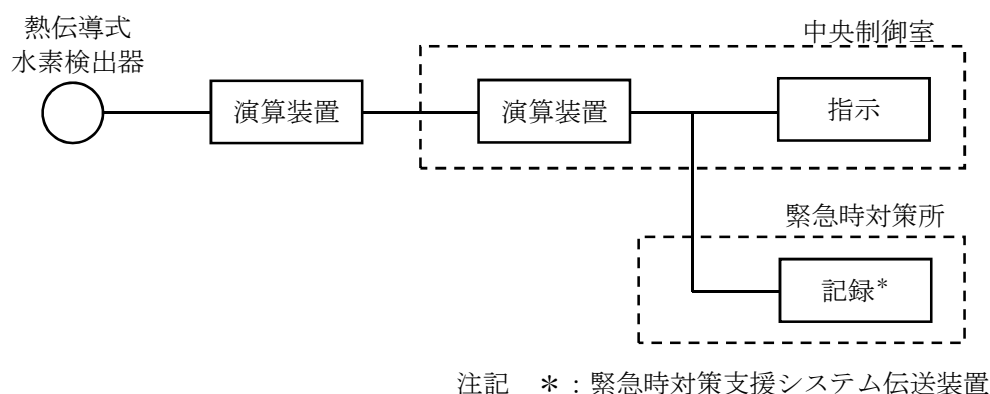 熱伝導式
水素検出器
演算装置
中央制御室
演算装置
指示
緊急時対策所
記録*
注記　*：緊急時対策支援システム伝送装置